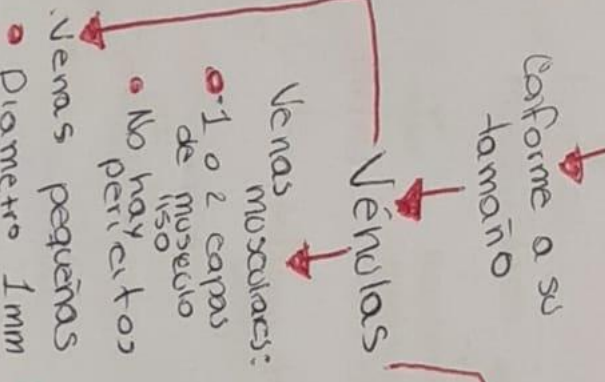 Conforme a su
tamaño
Vénulas
Venas
musculares:
1 o 2 capas
de musculo
liso
No hay
pericitos
Venas pequeñas
Diametro 1mm